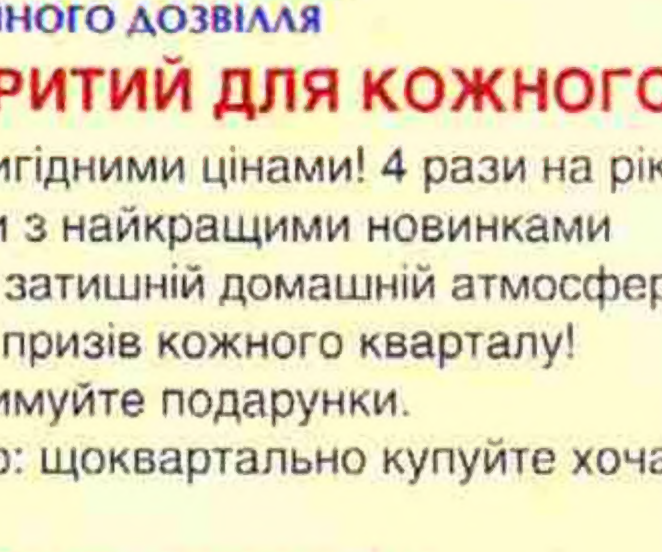 ННОГО ДОЗВІЛЛЯ
РИТИЙ ДЛЯ КОЖНОГО
игідними цінами! 4 рази на рік
и з найкращими новинками
затишній домашній атмосфер
призів кожного кварталу!
имуйте подарунки.
о: щоквартально купуйте хоча